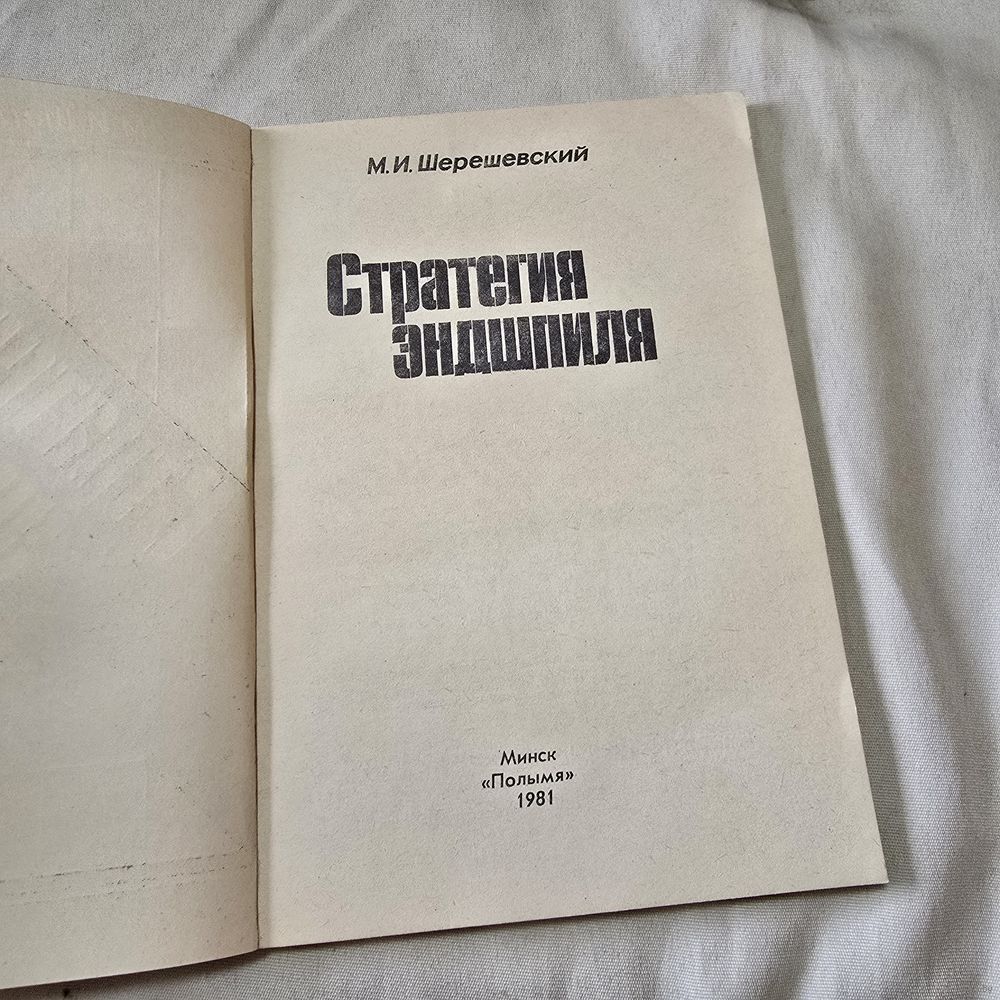 М.И. Шерешевский
Стратегия
эндшпиля
Минск
«Полымя»
1981